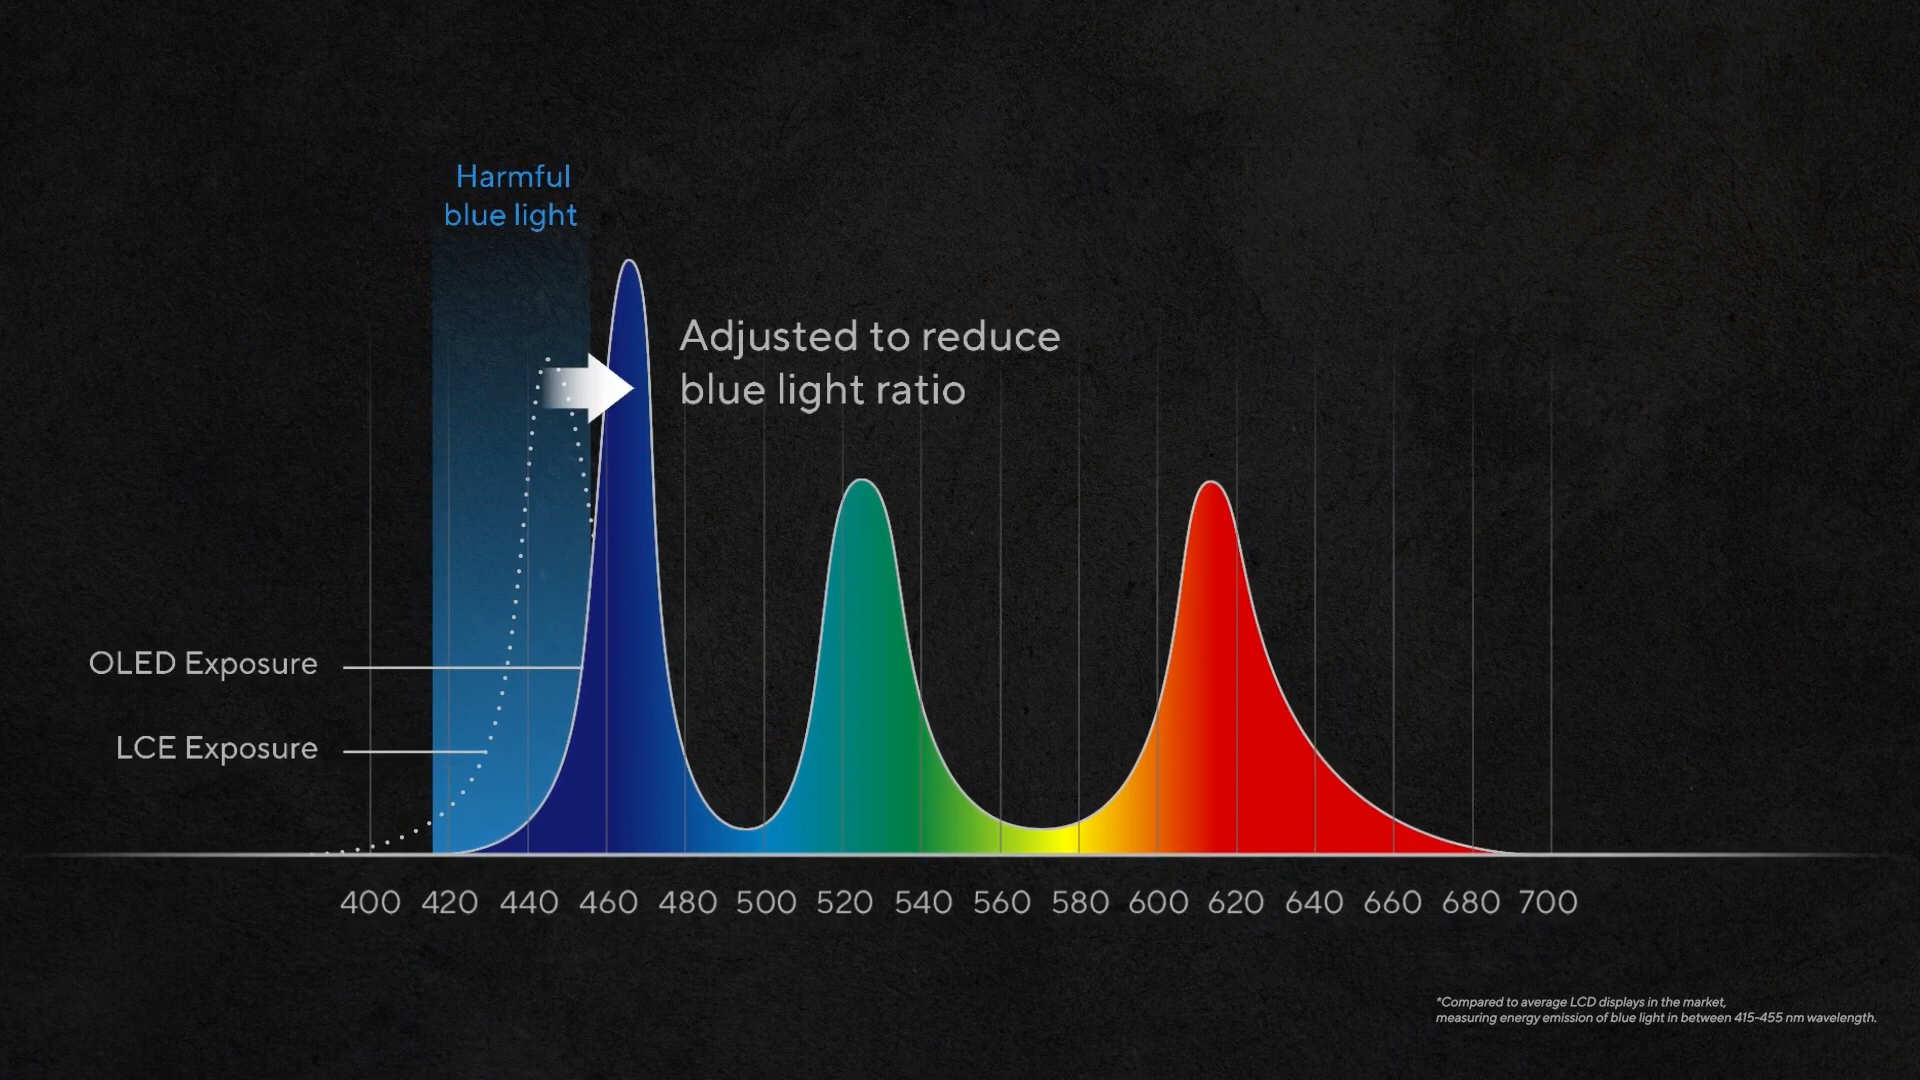 Harmful
blue light
Adjusted to reduce
blue light ratio
OLED Exposure
LCE Exposure
400 420 440 460 480 500 520 540 560 580 600 620 640 660 680 700
*Compared to average LCD displays in the market,
measuring energy emission of blue light in between 415-455 nm wavelength.